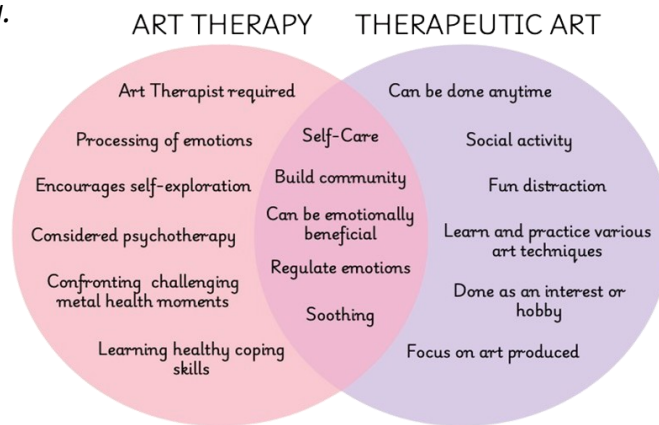 ART THERAPY
THERAPEUTIC ART
Art Therapist required
Processing of emotions
Encourages self-exploration
Considered psychotherapy
Confronting challenging
metal health moments
Learning healthy coping
skills
Self-Care
Build community
Can be emotionally
beneficial
Regulate emotions
Soothing
Can be done anytime
Social activity
Fun distraction
Learn and practice various
art techniques
Done as an interest or
hobby
Focus on art produced